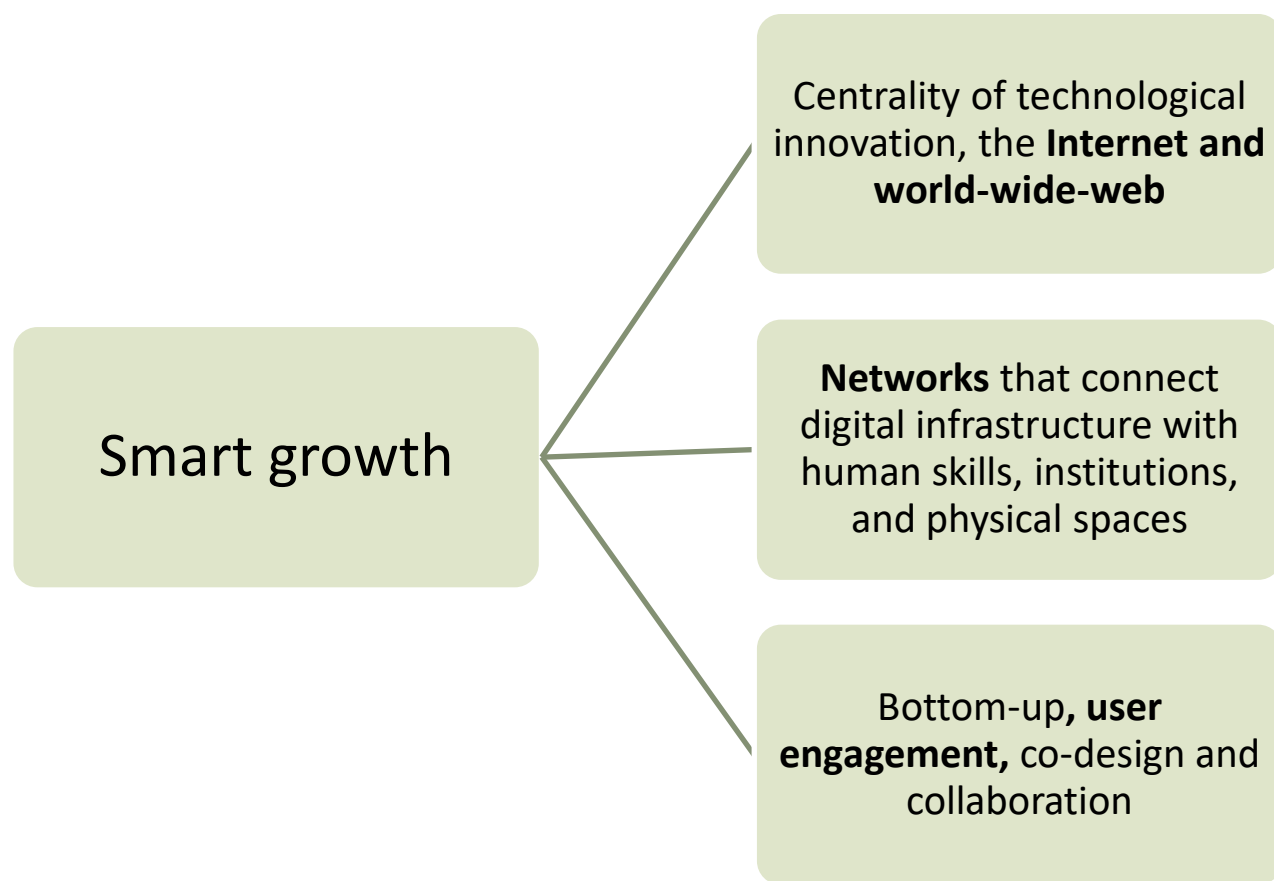 Smart growth
Centrality of technological
innovation, the Internet and
world-wide-web
Networks that connect
digital infrastructure with
human skills, institutions,
and physical spaces
Bottom-up, user
engagement, co-design and
collaboration